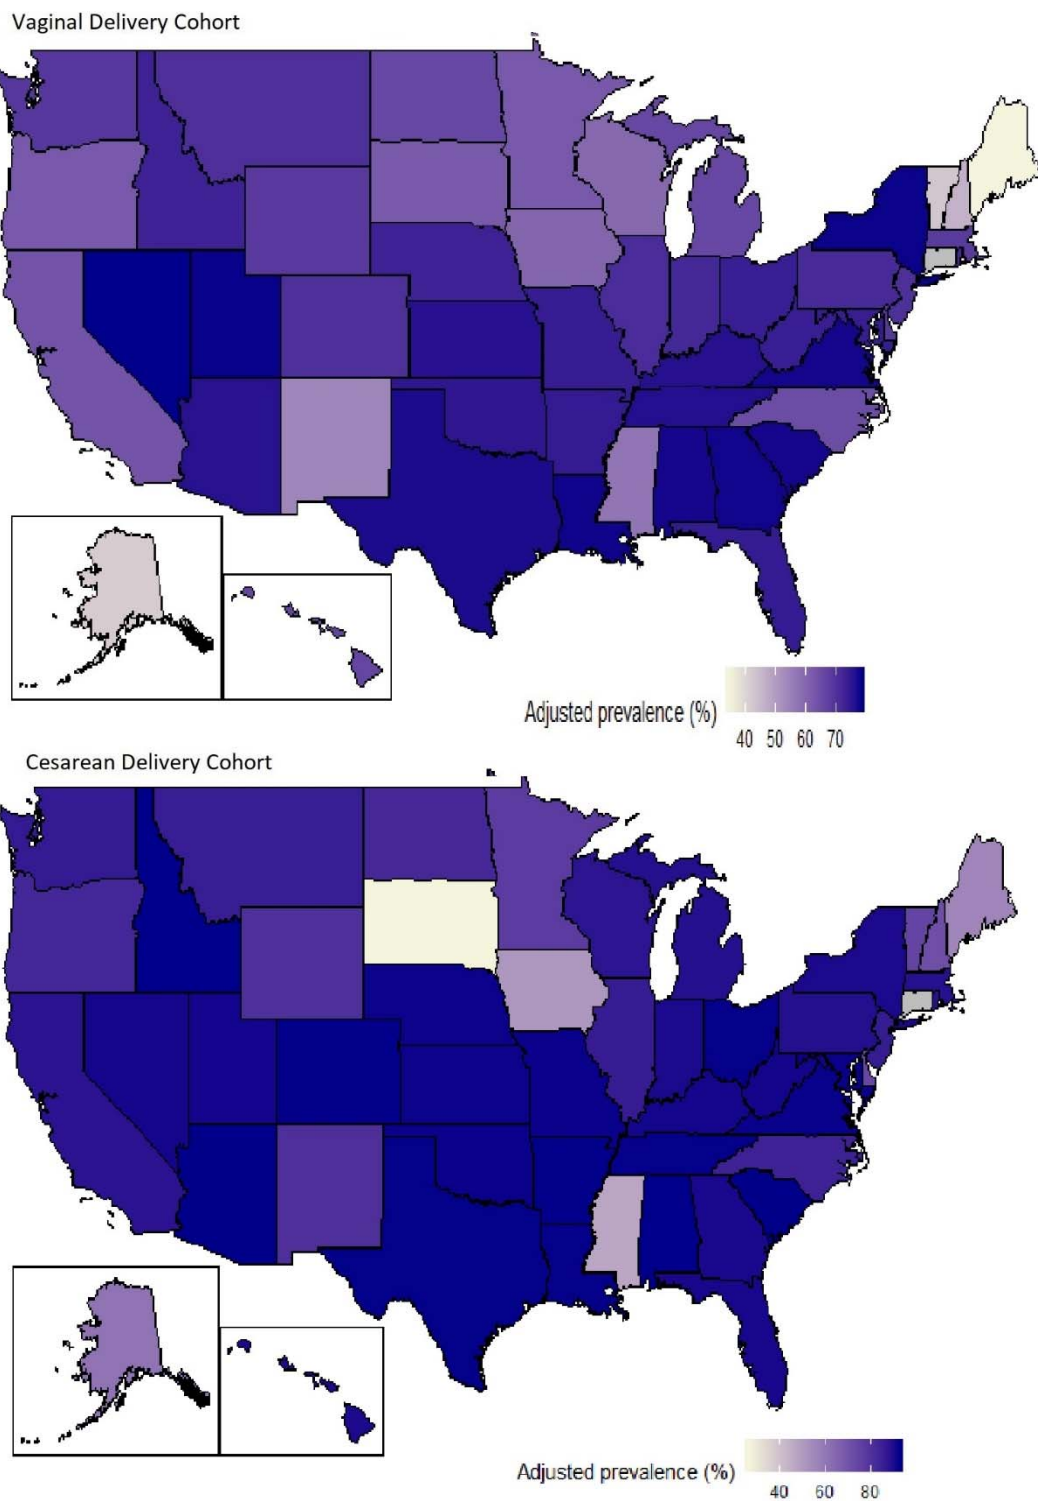 Vaginal Delivery Cohort
Adjusted prevalence (%)
40 50 60 70
Cesarean Delivery Cohort
Adjusted prevalence (%)
40 60 80